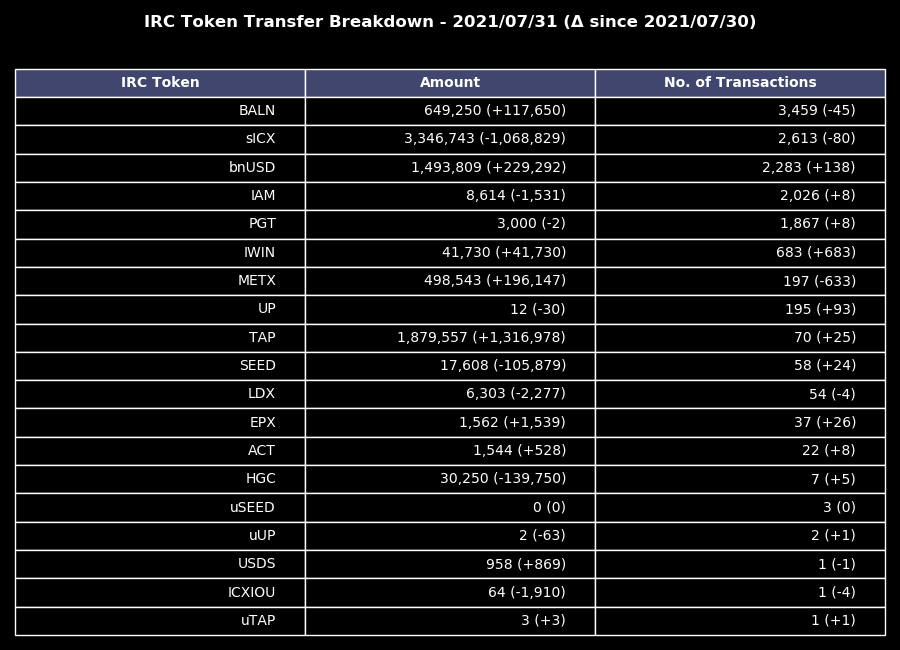 IRC Token Transfer Breakdown - 2021/07/31 (Δ since 2021/07/30)
IRC Token Amount No. of Transactions
BALN 649,250 (+117,650) 3,459 (-45)
sICX 3,346,743 (-1,068,829) 2,613 (-80)
bnUSD 1,493,809 (+229,292) 2,283 (+138)
IAM 8,614 (-1,531) 2,026 (+8)
PGT 3,000 (-2) 1,867 (+8)
IWIN 41,730 (+41,730) 683 (+683)
METX 498,543 (+196,147) 197 (-633)
UP 12 (-30) 195 (+93)
TAP 1,879,557 (+1,316,978) 70 (+25)
SEED 17,608 (-105,879) 58 (+24)
LDX 6,303 (-2,277) 54 (-4)
EPX 1,562 (+1,539) 37 (+26)
ACT 1,544 (+528) 22 (+8)
HGC 30,250 (-139,750) 7 (+5)
uSEED 0 (0) 3 (0)
uUP 2 (-63) 2 (+1)
USDS 958 (+869) 1 (-1)
ICXIOU 64 (-1,910) 1 (-4)
uTAP 3 (+3) 1 (+1)